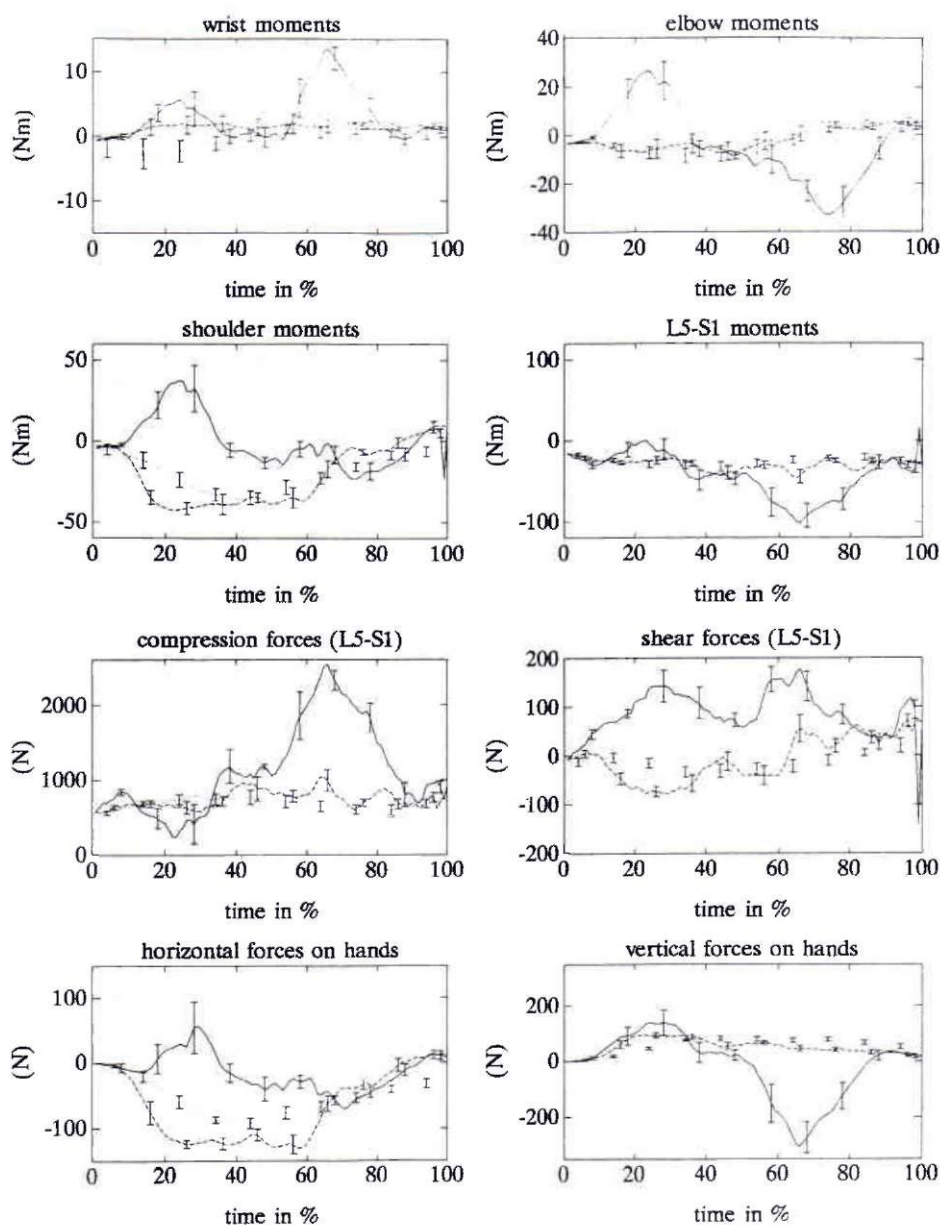 wrist moments
10
0
-10
(Nm)
0 20 40 60 80 100
time in %
elbow moments
40
20
0
-20
-40
(Nm)
0 20 40 60 80 100
time in %
shoulder moments
50
0
-50
(Nm)
0 20 40 60 80 100
time in %
L5-S1 moments
100
0
-100
(Nm)
0 20 40 60 80 100
time in %
compression forces (L5-S1)
2000
1000
0
(N)
0 20 40 60 80 100
time in %
shear forces (L5-S1)
200
100
0
-100
-200
(N)
0 20 40 60 80 100
time in %
horizontal forces on hands
100
0
-100
(N)
0 20 40 60 80 100
time in %
vertical forces on hands
200
0
-200
(N)
0 20 40 60 80 100
time in %